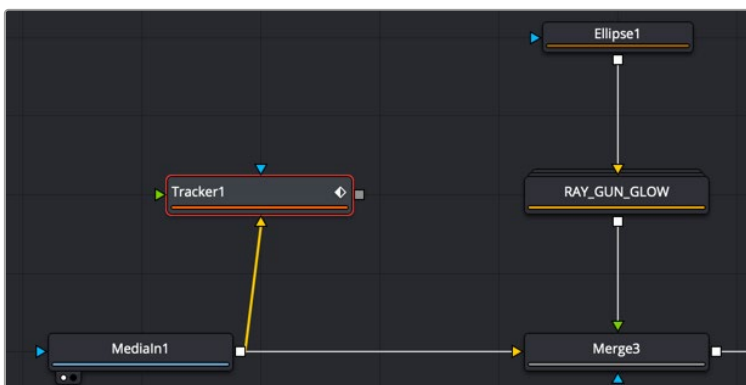 Ellipse1
Tracker1
RAY_GUN_GLOW
MediaIn1
Merge3